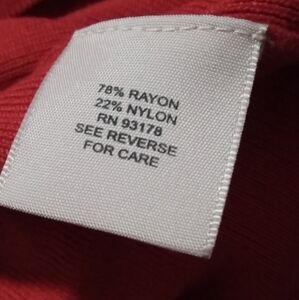 78% RAYON
22% NYLON
RN 93178
SEE REVERSE
FOR CARE